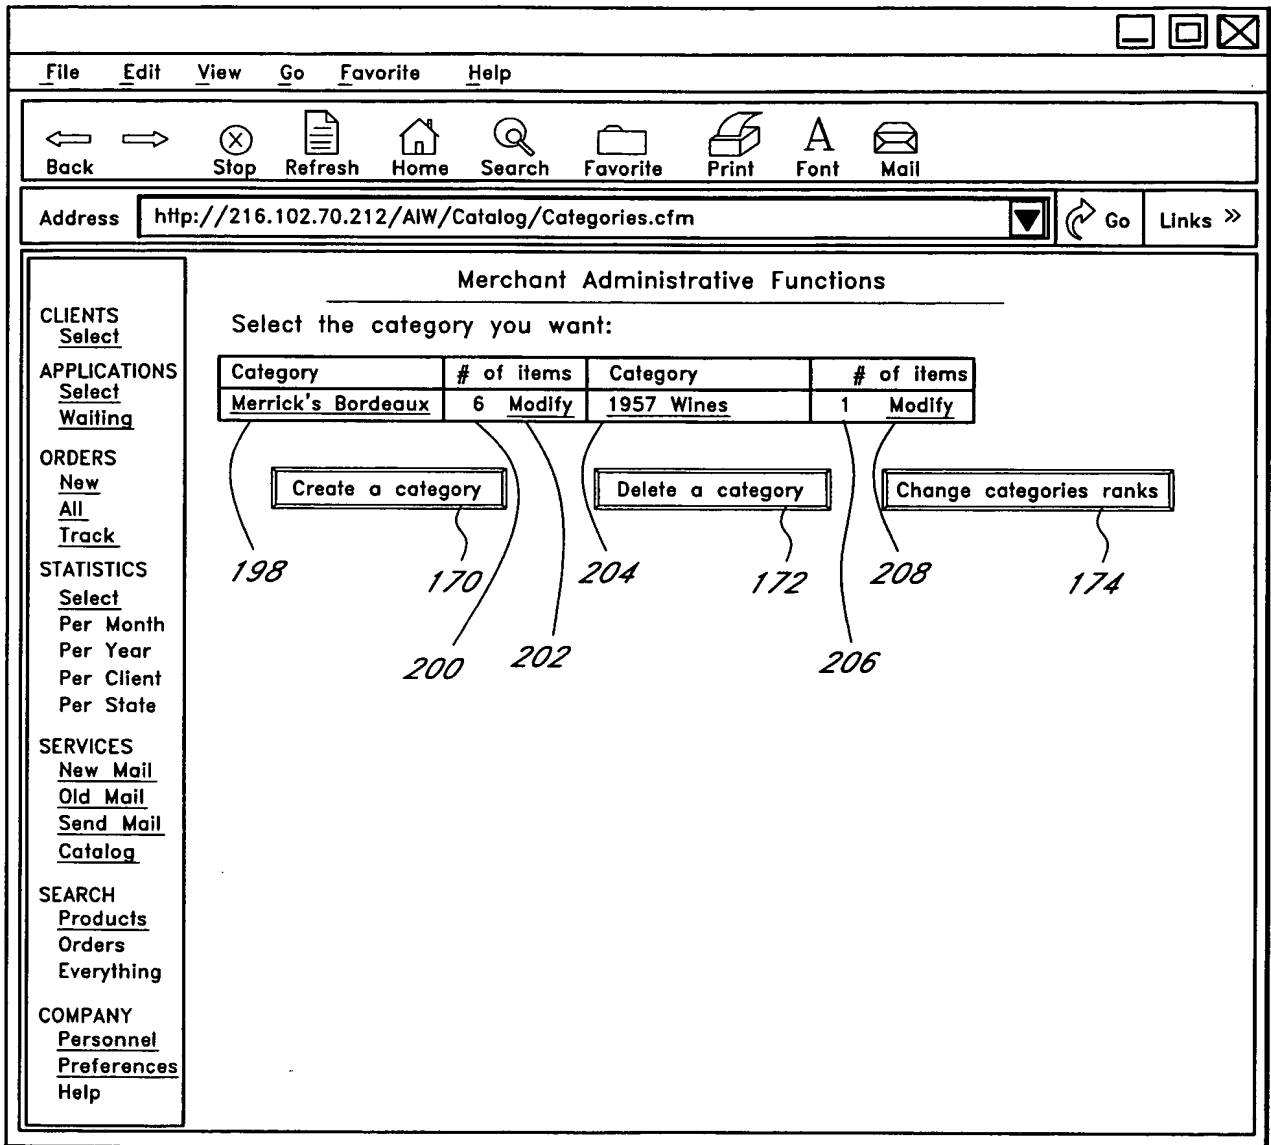 File Edit View Go Favorite Help
Back Stop Refresh Home Search Favorite Print Font Mail
A
Address http://216.102.70.212/AIW/Catalog/Categories.cfm Go Links »
CLIENTS
Select
APPLICATIONS
Select
Waiting
ORDERS
New
All
Track
STATISTICS
Select
Per Month
Per Year
Per Client
Per State
SERVICES
New Mail
Old Mail
Send Mail
Catalog
SEARCH
Products
Orders
Everything
COMPANY
Personnel
Preferences
Help
Merchant Administrative Functions
Select the category you want:
Category # of items Category # of items
Merrick's Bordeaux 6 Modify 1957 Wines 1 Modify
Create a category Delete a category Change categories ranks
198 170 204 172 208 174
200 202 206